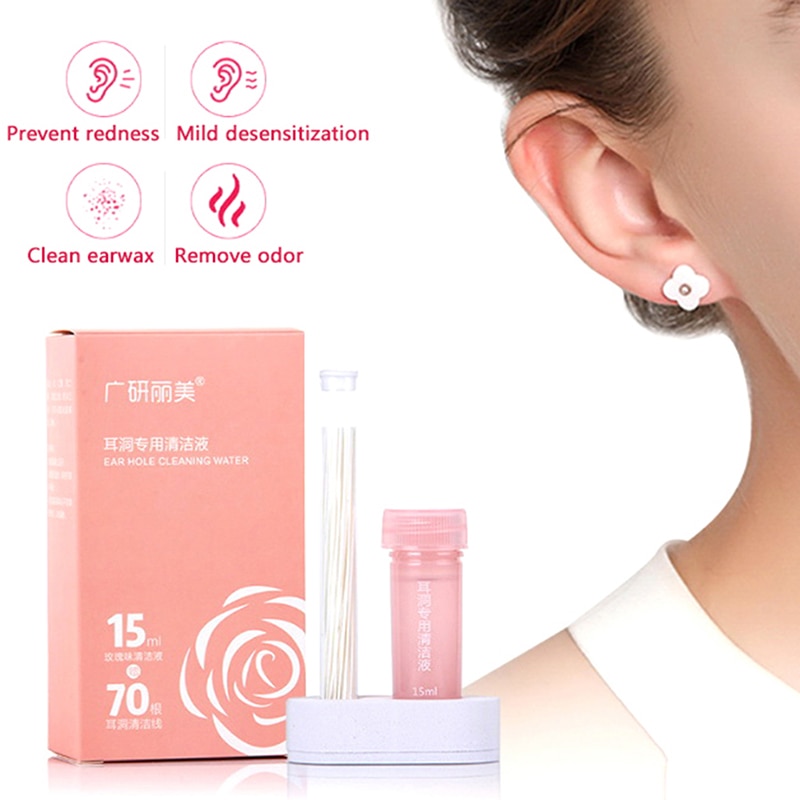 Prevent redness
Mild desensitization
Clean earwax
Remove odor
广研丽美®
耳洞专用清洁液
EAR HOLE CLEANING WATER
15ml
玫瑰味清洁液
70根
耳洞清洁线
耳洞专用清洁液
15ml